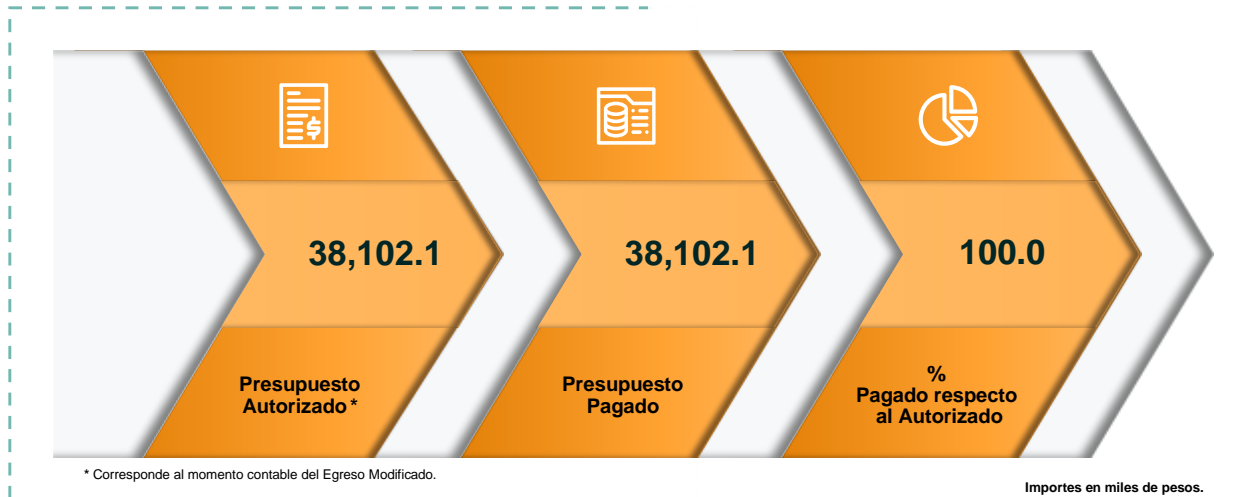 38,102.1
38,102.1
100.0
Presupuesto
Autorizado *
Presupuesto
Pagado
%
Pagado respecto
al Autorizado
* Corresponde al momento contable del Egreso Modificado.
Importes en miles de pesos.